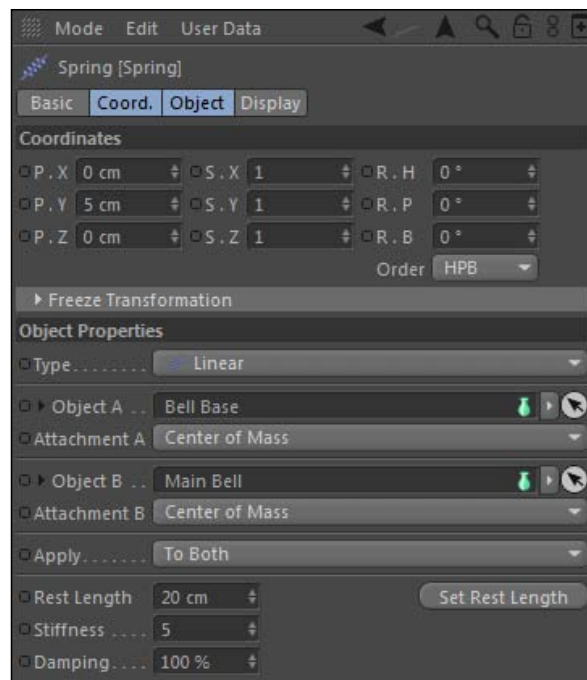 Mode Edit User Data
Spring [Spring]
Basic Coord. Object Display
Coordinates
P . X 0 cm S . X 1 R . H 0 °
P . Y 5 cm S . Y 1 R . P 0 °
P . Z 0 cm S . Z 1 R . B 0 °
Order HPB
Freeze Transformation
Object Properties
Type........ Linear
Object A .. Bell Base
Attachment A Center of Mass
Object B .. Main Bell
Attachment B Center of Mass
Apply....... To Both
Rest Length 20 cm Set Rest Length
Stiffness .... 5
Damping.... 100 %